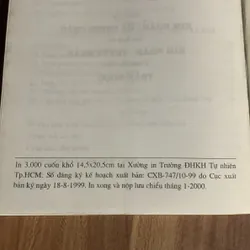 In 3.000 cuốn khổ 14,5x20,5cm tại Xưởng in Trường ĐHKH Tự nhiên
Tp.HCM; Số đăng ký kế hoạch xuất bản: CXB-747/10-99 do Cục xuất
bản ký ngày 18-8-1999. In xong và nộp lưu chiểu tháng 1-2000.